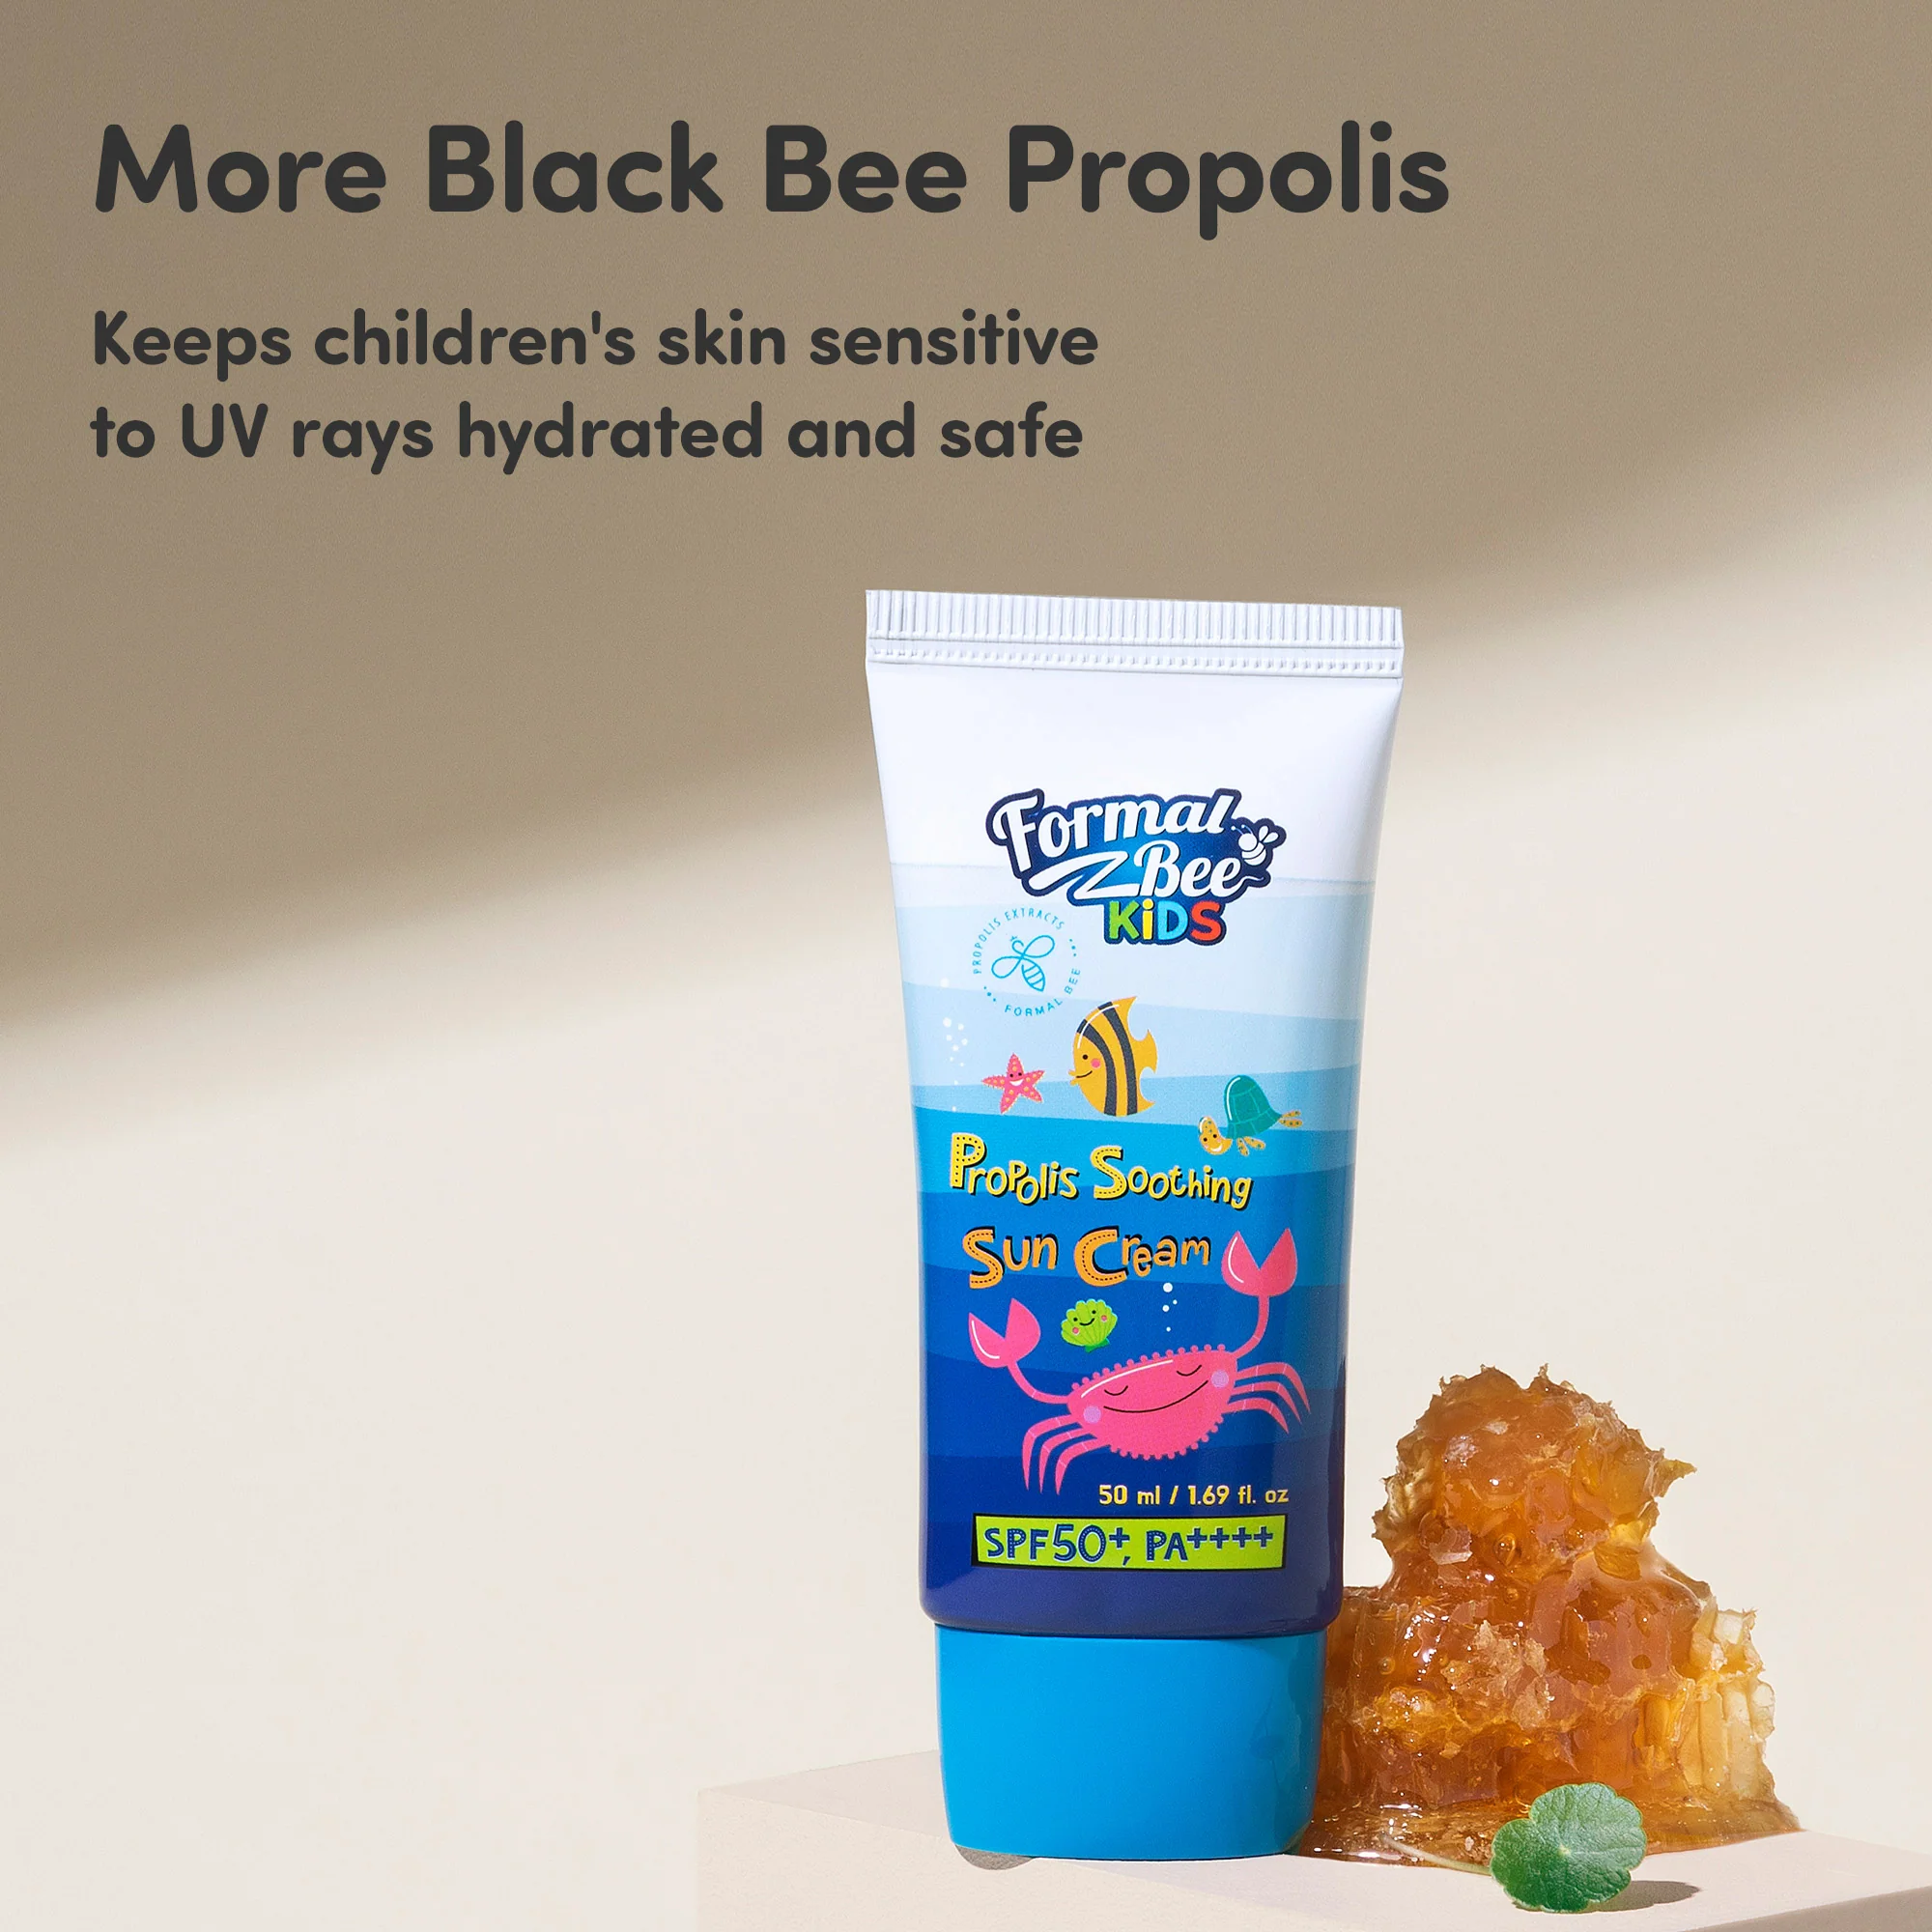 More Black Bee Propolis
Keeps children's skin sensitive
to UV rays hydrated and safe
Formal
Bee
KiDS
PROPOLIS EXTRACTS
FORMAL BEE
Propolis Soothing
Sun Cream
50 ml / 1.69 fl. oz
SPF50+, PA++++